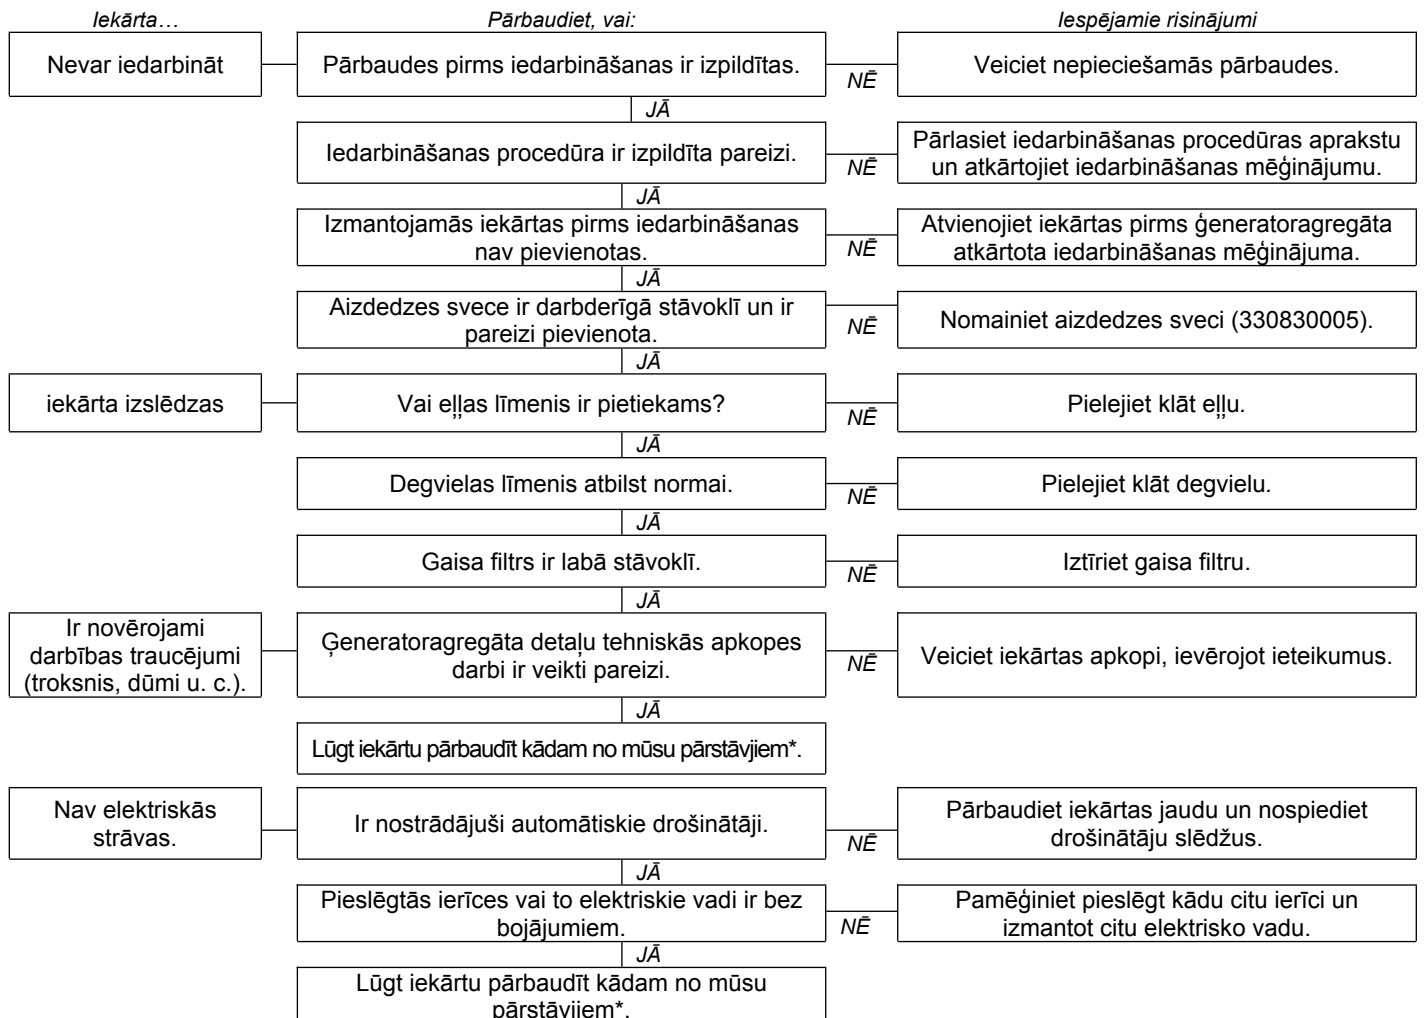 Iekārta…
Pārbaudiet, vai:
Iespējamie risinājumi
Nevar iedarbināt
Pārbaudes pirms iedarbināšanas ir izpildītas.
NĒ
Veiciet nepieciešamās pārbaudes.
JĀ
Iedarbināšanas procedūra ir izpildīta pareizi.
NĒ
Pārlasiet iedarbināšanas procedūras aprakstu
un atkārtojiet iedarbināšanas mēģinājumu.
JĀ
Izmantojamās iekārtas pirms iedarbināšanas
nav pievienotas.
NĒ
Atvienojiet iekārtas pirms ģeneratoragregāta
atkārtota iedarbināšanas mēģinājuma.
JĀ
Aizdedzes svece ir darbderīgā stāvoklī un ir
pareizi pievienota.
NĒ
Nomainiet aizdedzes sveci (330830005).
JĀ
iekārta izslēdzas
Vai eļļas līmenis ir pietiekams?
NĒ
Pielejiet klāt eļļu.
JĀ
Degvielas līmenis atbilst normai.
NĒ
Pielejiet klāt degvielu.
JĀ
Gaisa filtrs ir labā stāvoklī.
NĒ
Iztīriet gaisa filtru.
JĀ
Ir novērojami
darbības traucējumi
(troksnis, dūmi u. c.).
Ģeneratoragregāta detaļu tehniskās apkopes
darbi ir veikti pareizi.
NĒ
Veiciet iekārtas apkopi, ievērojot ieteikumus.
JĀ
Lūgt iekārtu pārbaudīt kādam no mūsu pārstāvjiem*.
Nav elektriskās
strāvas.
Ir nostrādājuši automātiskie drošinātāji.
NĒ
Pārbaudiet iekārtas jaudu un nospiediet
drošinātāju slēdžus.
JĀ
Pieslēgtās ierīces vai to elektriskie vadi ir bez
bojājumiem.
NĒ
Pamēģiniet pieslēgt kādu citu ierīci un
izmantot citu elektrisko vadu.
JĀ
Lūgt iekārtu pārbaudīt kādam no mūsu
pārstāvjiem*.